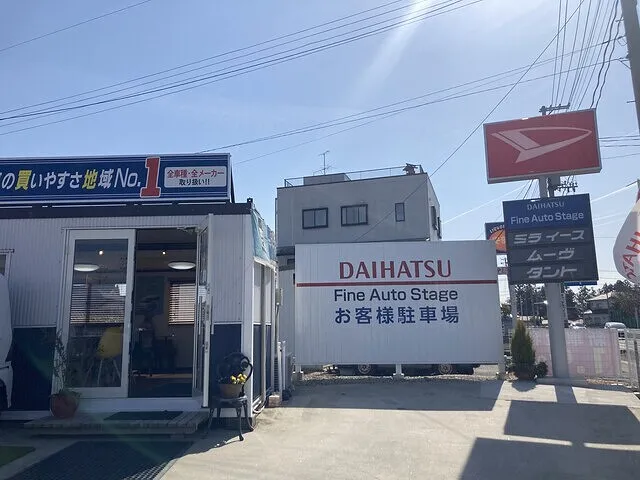 の買いやすさ地域No.1
全車種・全メーカー
取り扱い!!
DAIHATSU
Fine Auto Stage
お客様駐車場
DAIHATSU
Fine Auto Stage
ミラ イース
ムーヴ
タント